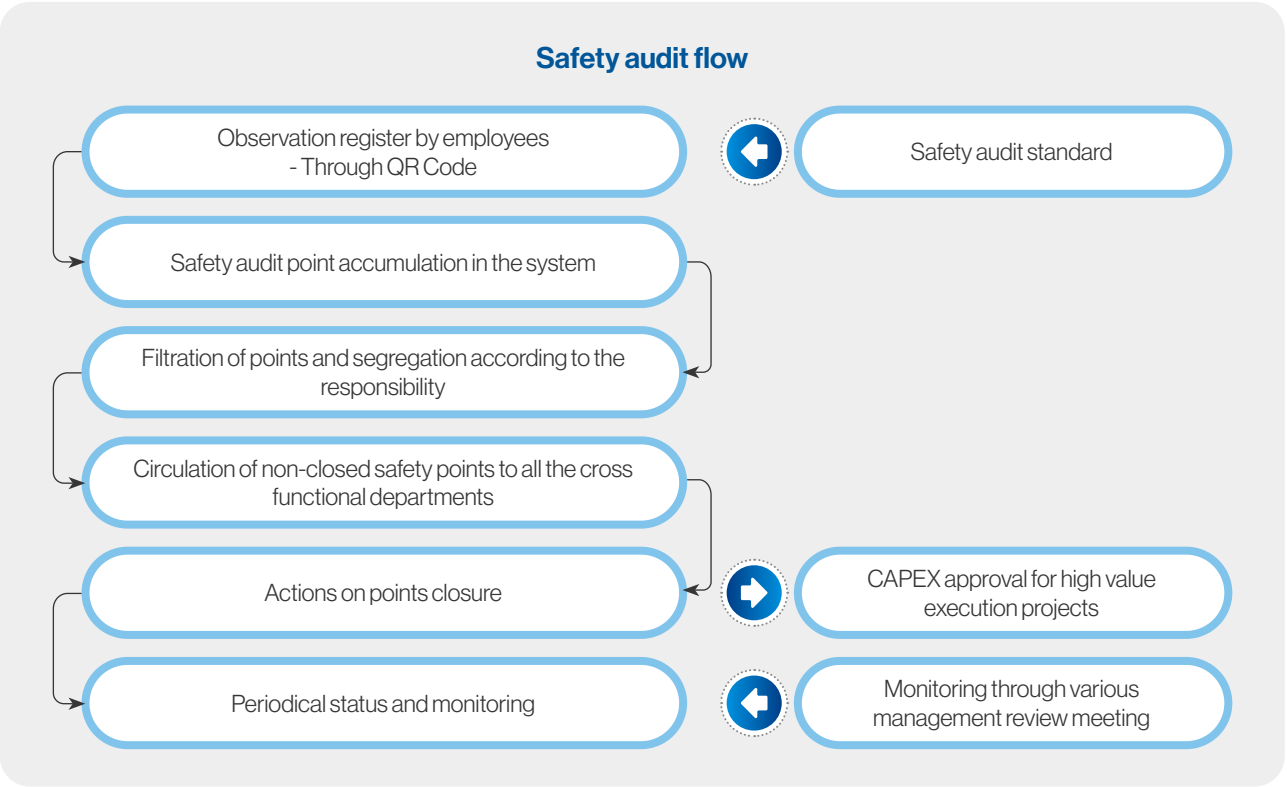 Safety audit flow
Observation register by employees
- Through QR Code
Safety audit standard
Safety audit point accumulation in the system
Filtration of points and segregation according to the
responsibility
Circulation of non-closed safety points to all the cross
functional departments
Actions on points closure
CAPEX approval for high value
execution projects
Periodical status and monitoring
Monitoring through various
management review meeting